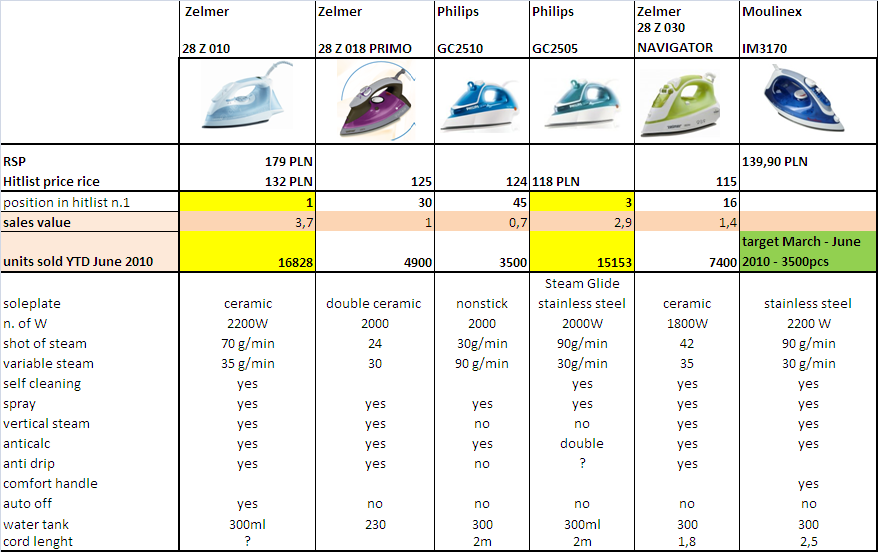 Zelmer Zelmer Philips Philips Zelmer Moulinex
28 Z 010 28 Z 018 PRIMO GC2510 GC2505 28 Z 030 NAVIGATOR IM3170
RSP 179 PLN 139,90 PLN
Hitlist price rice 132 PLN 125 124 118 PLN 115
position in hitlist n.1 1 30 45 3 16
sales value 3,7 1 0,7 2,9 1,4
units sold YTD June 2010 16828 4900 3500 15153 7400 target March - June 2010 - 3500pcs
soleplate ceramic double ceramic nonstick Steam Glide stainless steel ceramic stainless steel
n. of W 2200W 2000 2000 2000W 1800W 2200 W
shot of steam 70 g/min 24 30g/min 90g/min 42 90 g/min
variable steam 35 g/min 30 90 g/min 30g/min 35 30 g/min
self cleaning yes yes yes yes
spray yes yes yes yes yes yes
vertical steam yes yes no no yes yes
anticalc yes yes yes double yes yes
anti drip yes yes no ? yes
comfort handle yes
auto off yes no no no no no
water tank 300ml 230 300 300ml 300 300
cord lenght ? 2m 2m 1,8 2,5